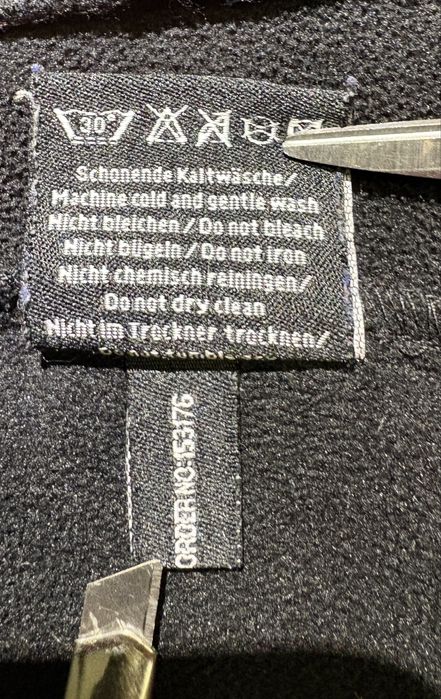 30
Schonende Kaltwäsche/
Machine cold and gentle wash
Nicht bleichen / Do not bleach
Nicht bügeln / Do not iron
Nicht chemisch reiningen/
Do not dry clean
Nicht im Trockner trocknen/
ORDER NO:153176